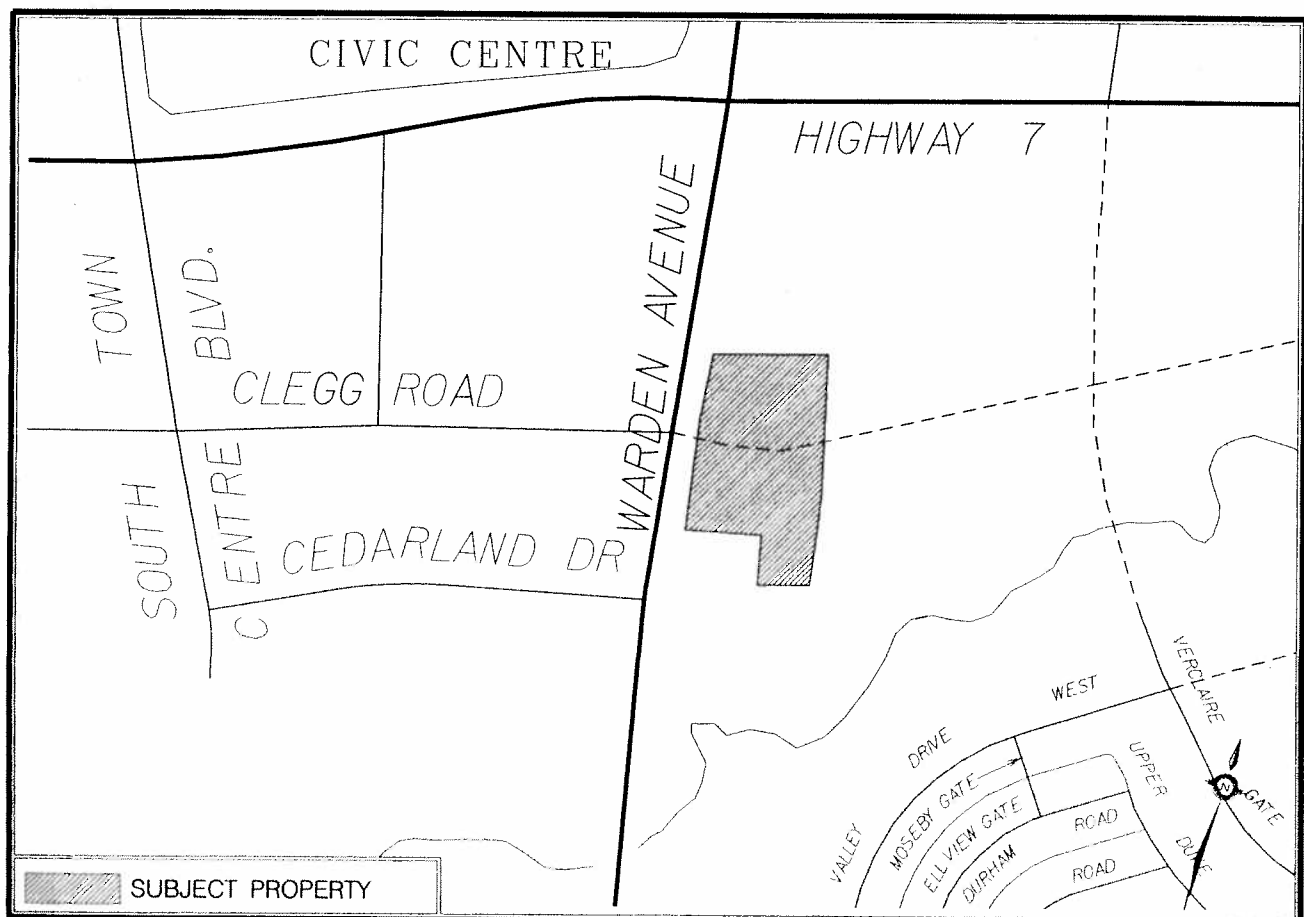 CIVIC CENTRE
HIGHWAY 7
WARDEN AVENUE
SOUTH TOWN
CENTRE BLVD.
CLEGG ROAD
CEDARLAND DR
VERCLAIRE GATE
VALLEY DRIVE WEST
MOSEBY GATE
ELLVIEW GATE
DURHAM ROAD
ROAD
UPPER DUKE
N
SUBJECT PROPERTY